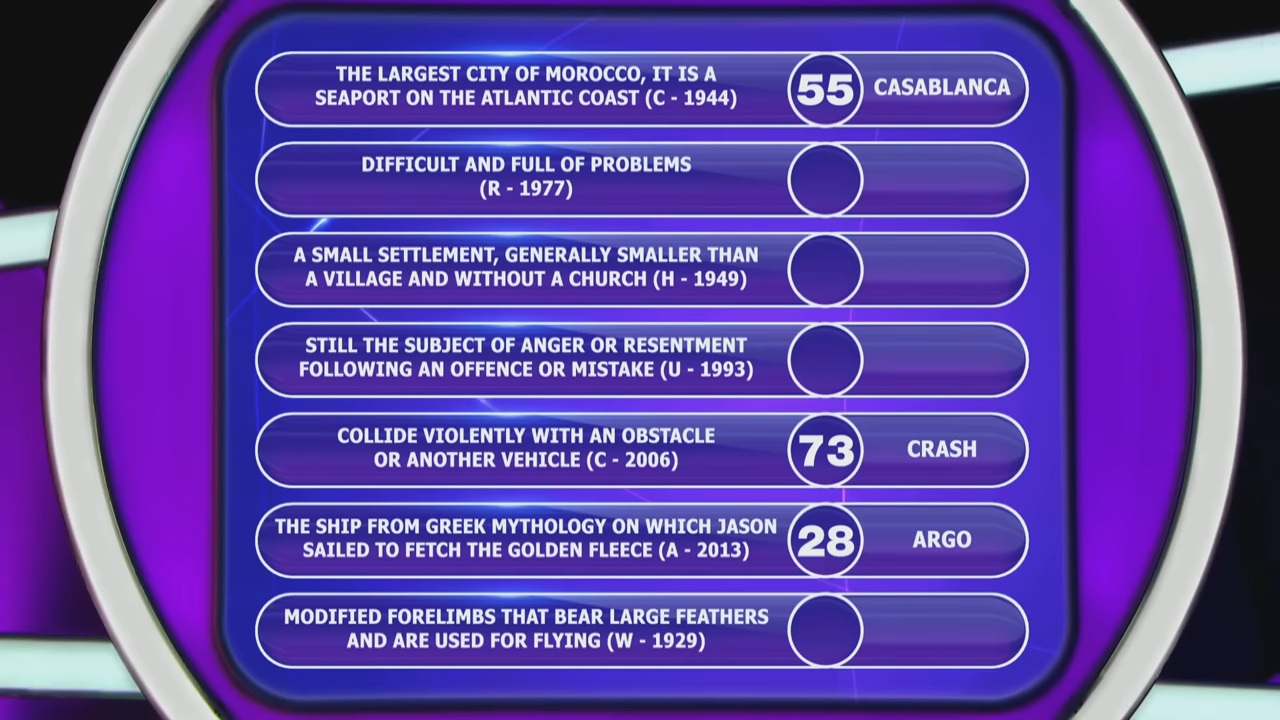 THE LARGEST CITY OF MOROCCO, IT IS A
SEAPORT ON THE ATLANTIC COAST (C - 1944)
55 CASABLANCA
DIFFICULT AND FULL OF PROBLEMS
(R - 1977)
A SMALL SETTLEMENT, GENERALLY SMALLER THAN
A VILLAGE AND WITHOUT A CHURCH (H - 1949)
STILL THE SUBJECT OF ANGER OR RESENTMENT
FOLLOWING AN OFFENCE OR MISTAKE (U - 1993)
COLLIDE VIOLENTLY WITH AN OBSTACLE
OR ANOTHER VEHICLE (C - 2006)
73 CRASH
THE SHIP FROM GREEK MYTHOLOGY ON WHICH JASON
SAILED TO FETCH THE GOLDEN FLEECE (A - 2013)
28 ARGO
MODIFIED FORELIMBS THAT BEAR LARGE FEATHERS
AND ARE USED FOR FLYING (W - 1929)